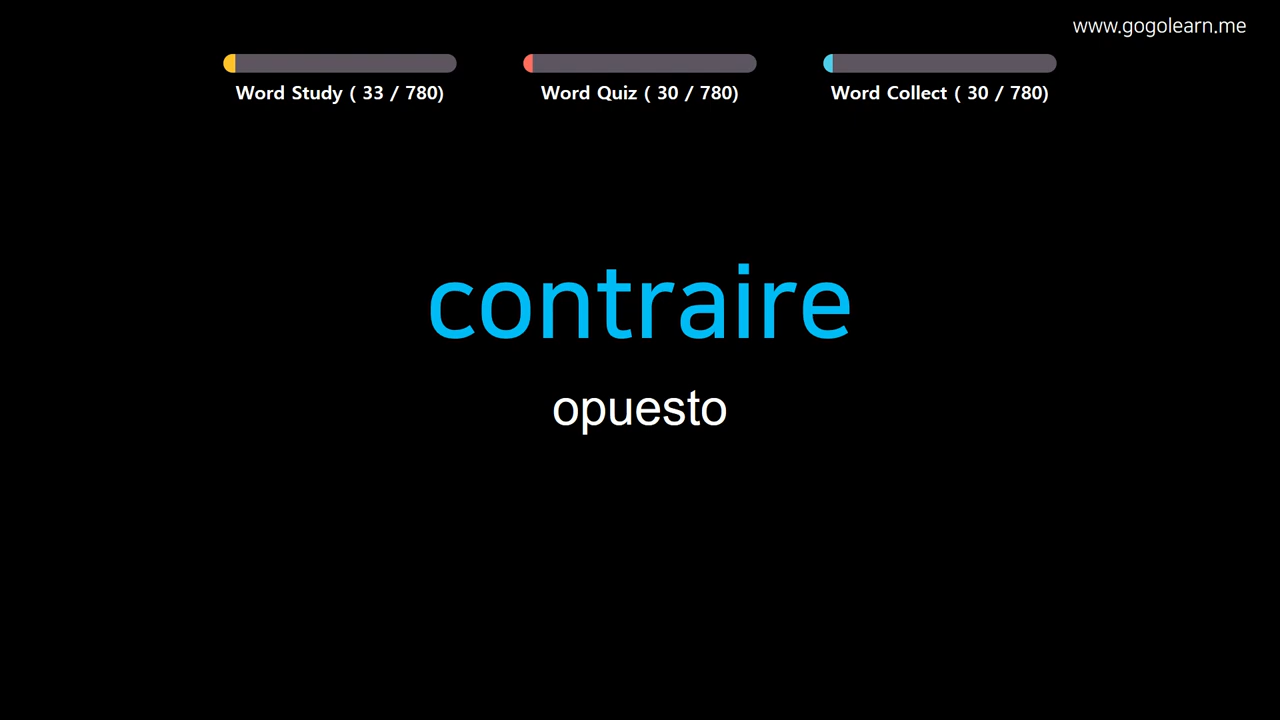 www.gogolearn.me
Word Study ( 33 / 780)
Word Quiz ( 30 / 780)
Word Collect ( 30 / 780)
contraire
opuesto